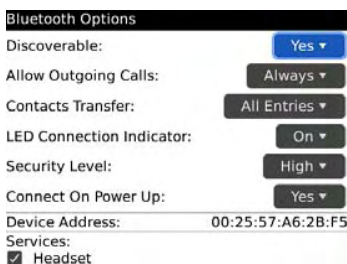 Bluetooth Options
Discoverable: Yes
Allow Outgoing Calls: Always
Contacts Transfer: All Entries
LED Connection Indicator: On
Security Level: High
Connect On Power Up: Yes
Device Address: 00:25:57:A6:2B:F5
Services:
Headset